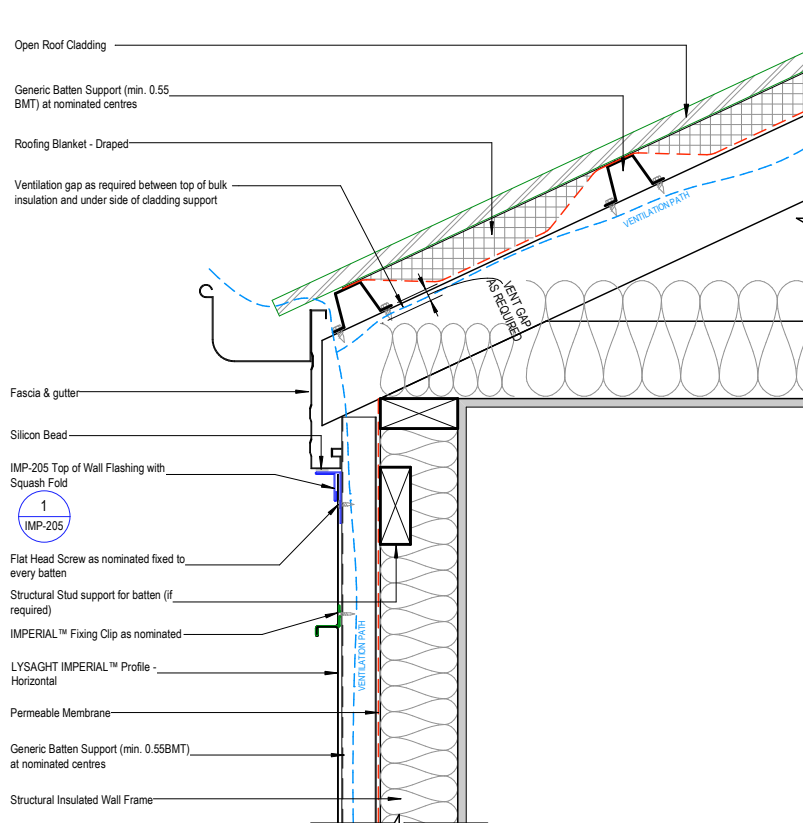 Open Roof Cladding
Generic Batten Support (min. 0.55
BMT) at nominated centres
Roofing Blanket - Draped
Ventilation gap as required between top of bulk
insulation and under side of cladding support
VENTILATION PATH
VENT GAP
AS REQUIRED
Fascia & gutter
Silicon Bead
IMP-205 Top of Wall Flashing with
Squash Fold
1
IMP-205
Flat Head Screw as nominated fixed to
every batten
Structural Stud support for batten (if
required)
IMPERIAL™ Fixing Clip as nominated
VENTILATION PATH
LYSAGHT IMPERIAL™ Profile -
Horizontal
Permeable Membrane
Generic Batten Support (min. 0.55BMT)
at nominated centres
Structural Insulated Wall Frame